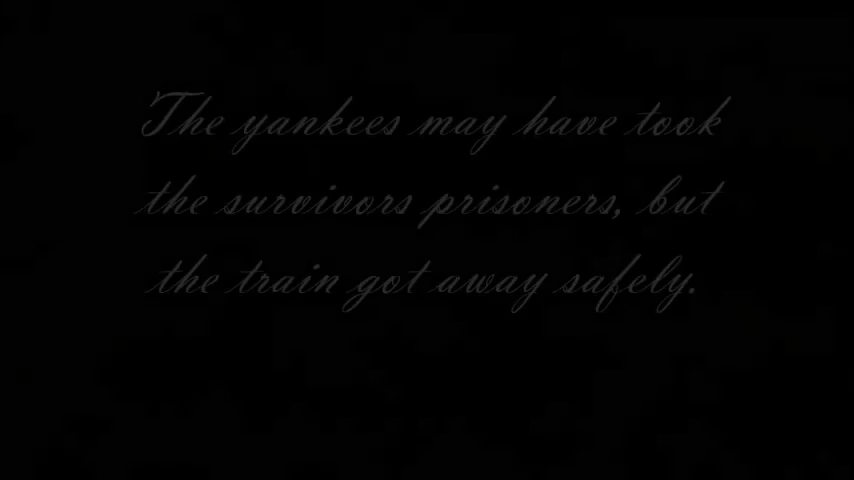 The yankees may have took
the survivors prisoners, but
the train got away safely.